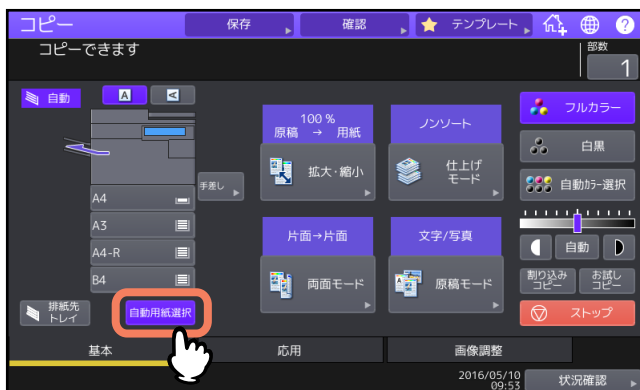 コピー
保存
確認
テンプレート
?
コピーできます
部数
1
自動
A
A
手差し
A4
A3
A4-R
B4
排紙先
トレイ
自動用紙選択
100 %
原稿 → 用紙
拡大・縮小
ノンソート
仕上げ
モード
片面→片面
両面モード
文字/写真
原稿モード
フルカラー
白黒
自動カラー選択
自動
割り込み
コピー
お試し
コピー
ストップ
基本
応用
画像調整
2016/05/10
09:53
状況確認